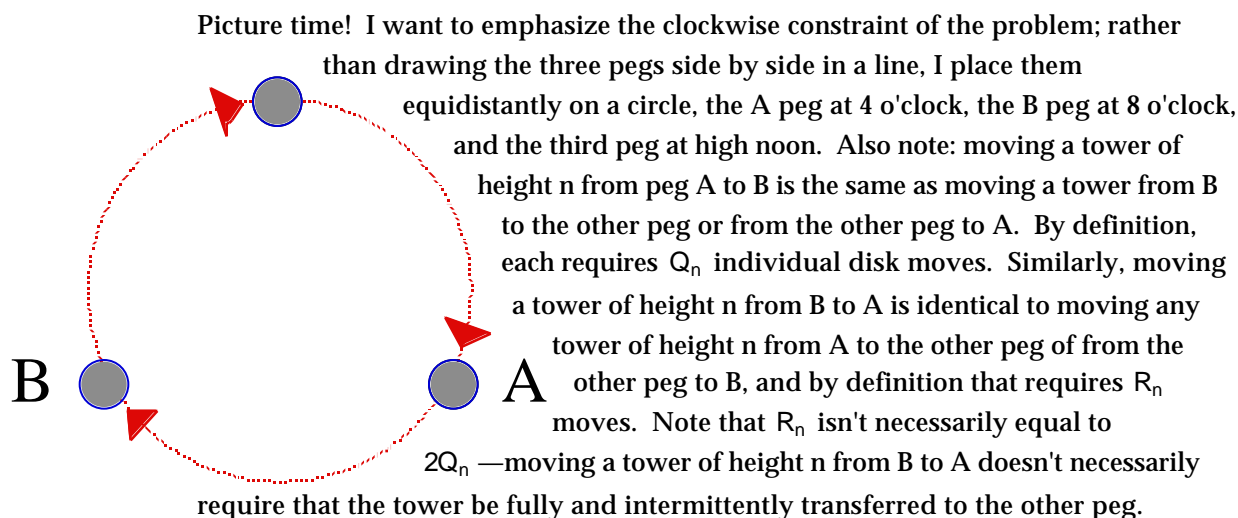 Picture time!  I want to emphasize the clockwise constraint of the problem; rather
than drawing the three pegs side by side in a line, I place them
equidistantly on a circle, the A peg at 4 o'clock, the B peg at 8 o'clock,
and the third peg at high noon.  Also note: moving a tower of
height n from peg A to B is the same as moving a tower from B
to the other peg or from the other peg to A.  By definition,
each requires Qₙ individual disk moves.  Similarly, moving
a tower of height n from B to A is identical to moving any
tower of height n from A to the other peg of from the
other peg to B, and by definition that requires Rₙ
moves.  Note that Rₙ isn't necessarily equal to
2Qₙ —moving a tower of height n from B to A doesn't necessarily
require that the tower be fully and intermittently transferred to the other peg.
B
A